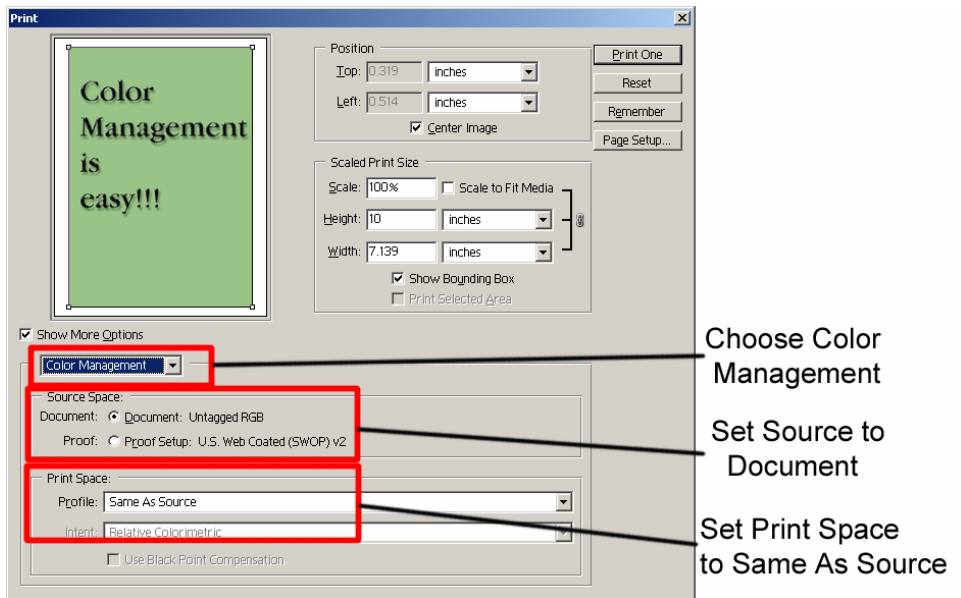 Print
Color
Management
is
easy!!!
Position
Top: 0.319 inches
Left: 0.514 inches
Center Image
Print One
Reset
Remember
Page Setup...
Scaled Print Size
Scale: 100% Scale to Fit Media
Height: 10 inches
Width: 7.139 inches
Show Bounding Box
Print Selected Area
Show More Options
Color Management
Source Space:
Document: Document: Untagged RGB
Proof: Proof Setup: U.S. Web Coated (SWOP) v2
Print Space:
Profile: Same As Source
Intent: Relative Colorimetric
Use Black Point Compensation
Choose Color
Management
Set Source to
Document
Set Print Space
to Same As Source